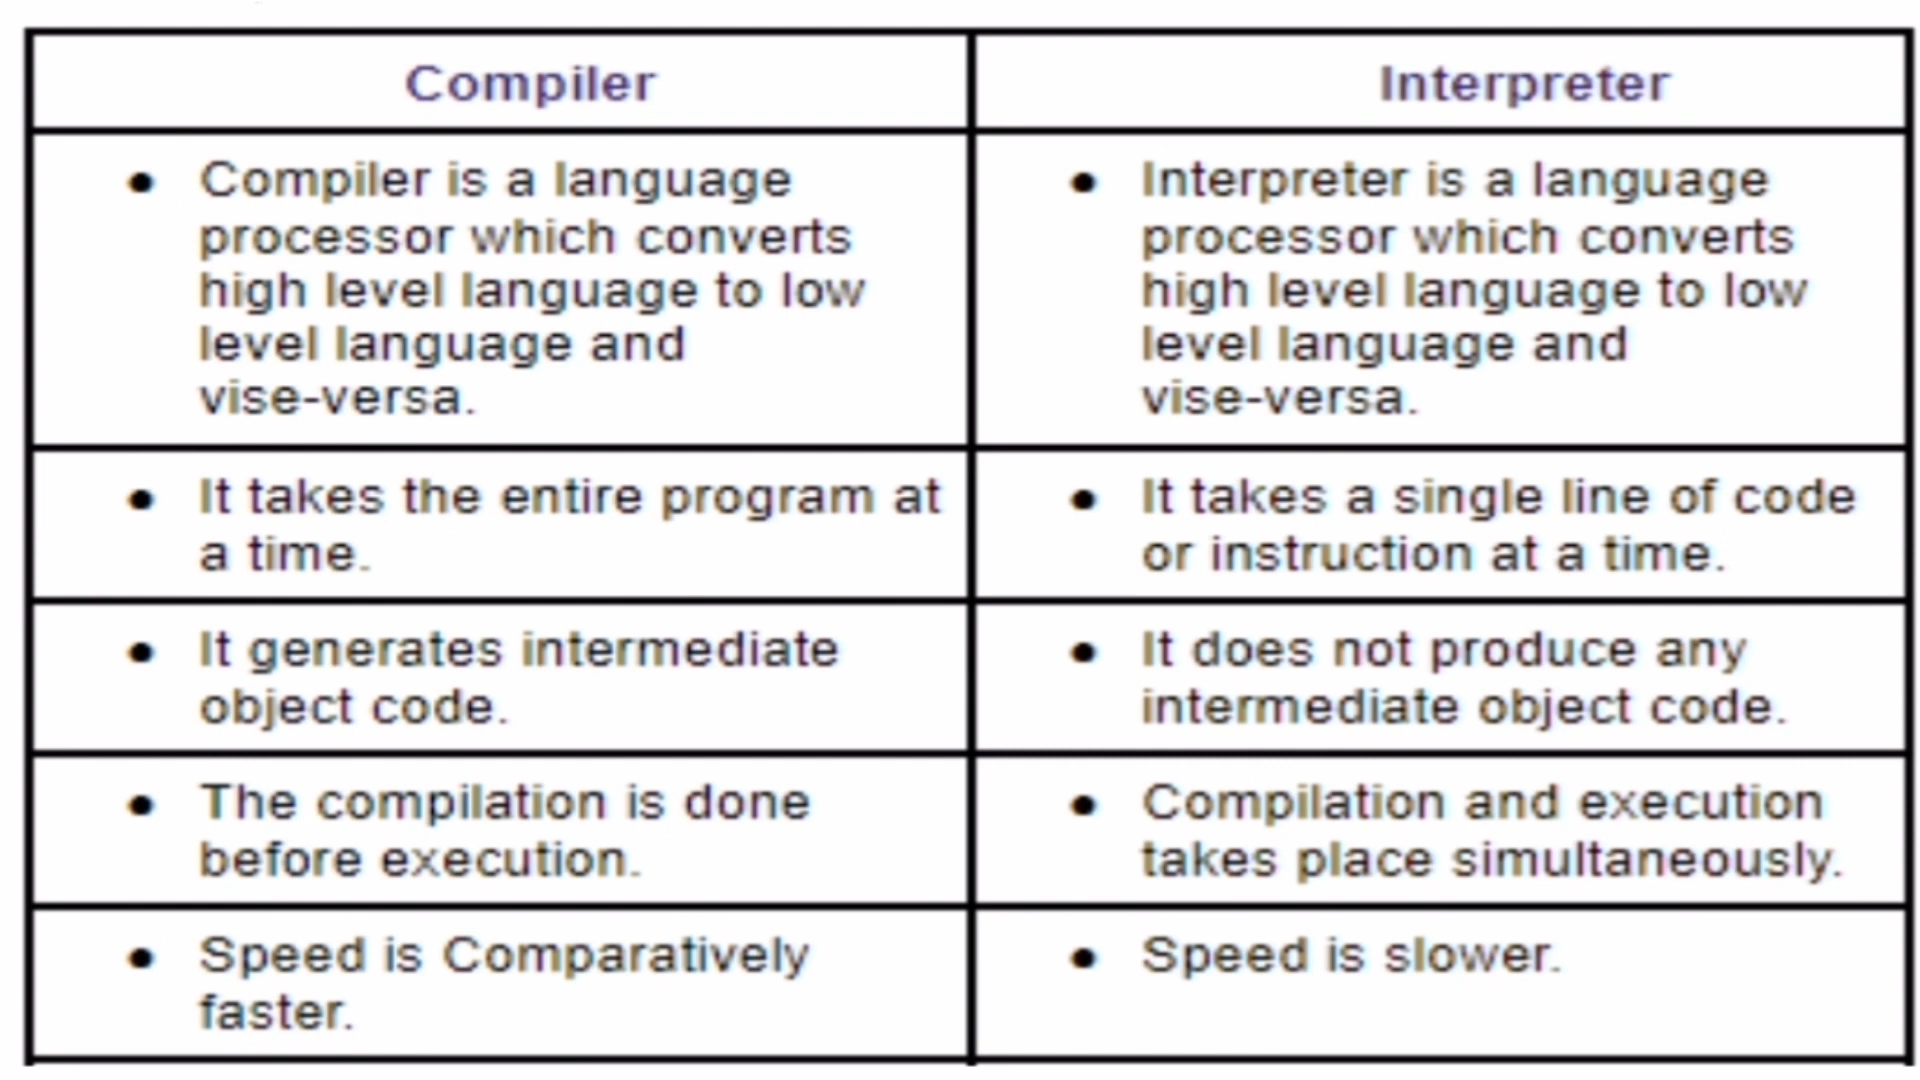 Compiler
Interpreter
• Compiler is a language
processor which converts
high level language to low
level language and
vise-versa.
• Interpreter is a language
processor which converts
high level language to low
level language and
vise-versa.
• It takes the entire program at
a time.
• It takes a single line of code
or instruction at a time.
• It generates intermediate
object code.
• It does not produce any
intermediate object code.
• The compilation is done
before execution.
• Compilation and execution
takes place simultaneously.
• Speed is Comparatively
faster.
• Speed is slower.